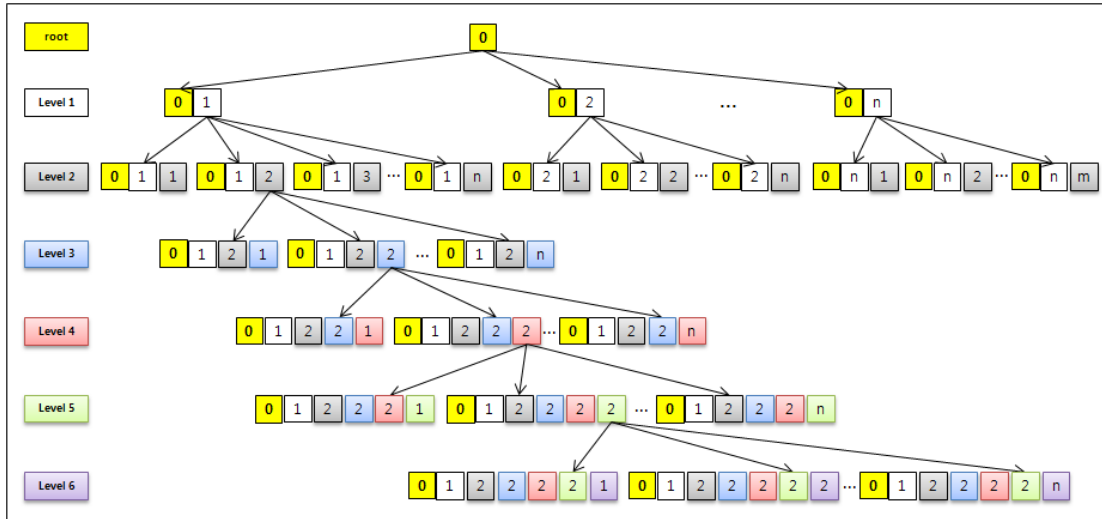 root 0
Level 1 0 1 0 2 ... 0 n
Level 2 0 1 1 0 1 2 0 1 3 ... 0 1 n 0 2 1 0 2 2 ... 0 2 n 0 n 1 0 n 2 ... 0 n m
Level 3 0 1 2 1 0 1 2 2 ... 0 1 2 n
Level 4 0 1 2 2 1 0 1 2 2 2 ... 0 1 2 2 n
Level 5 0 1 2 2 2 1 0 1 2 2 2 2 ... 0 1 2 2 2 n
Level 6 0 1 2 2 2 2 1 0 1 2 2 2 2 2 ... 0 1 2 2 2 2 n